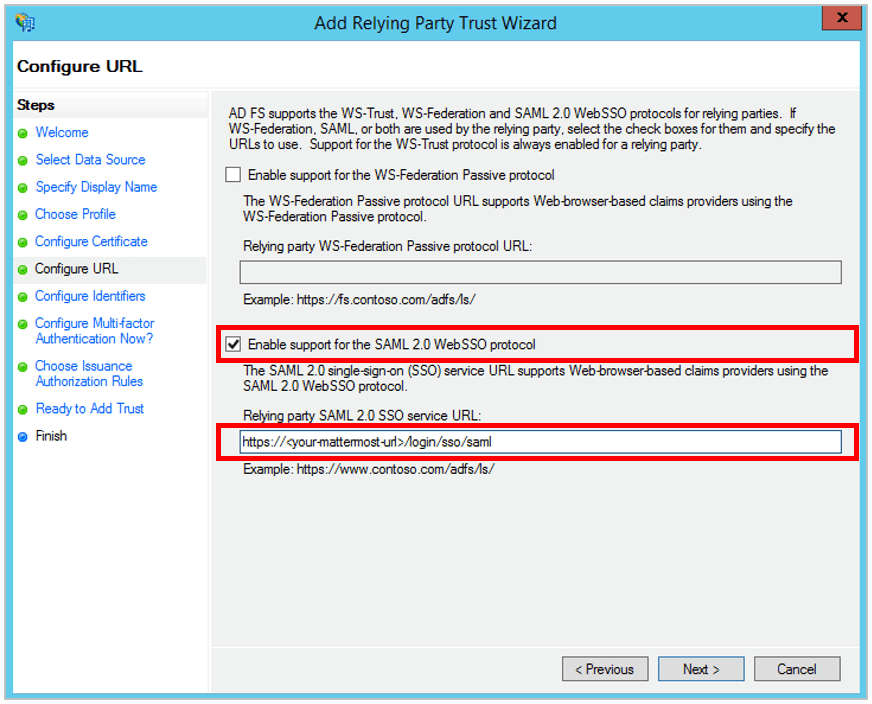 Add Relying Party Trust Wizard
x
Configure URL
Steps
Welcome
Select Data Source
Specify Display Name
Choose Profile
Configure Certificate
Configure URL
Configure Identifiers
Configure Multi-factor
Authentication Now?
Choose Issuance
Authorization Rules
Ready to Add Trust
Finish
AD FS supports the WS-Trust, WS-Federation and SAML 2.0 WebSSO protocols for relying parties. If
WS-Federation, SAML, or both are used by the relying party, select the check boxes for them and specify the
URLs to use. Support for the WS-Trust protocol is always enabled for a relying party.
Enable support for the WS-Federation Passive protocol
The WS-Federation Passive protocol URL supports Web-browser-based claims providers using the
WS-Federation Passive protocol.
Relying party WS-Federation Passive protocol URL:
Example: https://fs.contoso.com/adfs/ls/
Enable support for the SAML 2.0 WebSSO protocol
The SAML 2.0 single-sign-on (SSO) service URL supports Web-browser-based claims providers using the
SAML 2.0 WebSSO protocol.
Relying party SAML 2.0 SSO service URL:
https://<your-mattermost-url>/login/sso/saml
Example: https://www.contoso.com/adfs/ls/
< Previous
Next >
Cancel